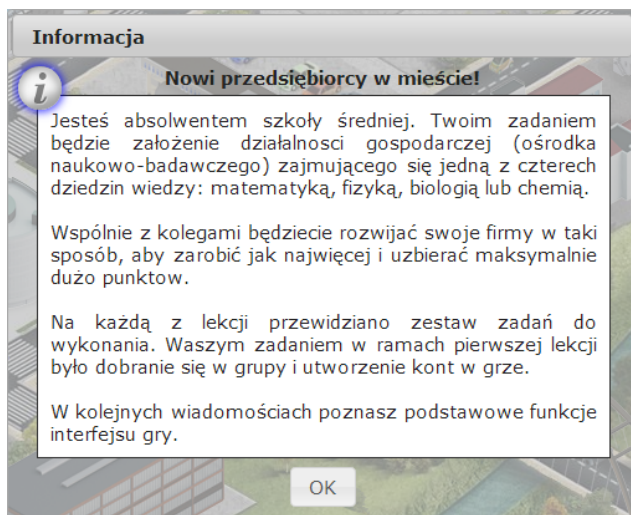 Informacja
Nowi przedsiębiorcy w mieście!
i
Jesteś absolwentem szkoły średniej. Twoim zadaniem
będzie założenie działalnosci gospodarczej (ośrodka
naukowo-badawczego) zajmującego się jedną z czterech
dziedzin wiedzy: matematyką, fizyką, biologią lub chemią.
Wspólnie z kolegami będziecie rozwijać swoje firmy w taki
sposób, aby zarobić jak najwięcej i uzbierać maksymalnie
dużo punktow.
Na każdą z lekcji przewidziano zestaw zadań do
wykonania. Waszym zadaniem w ramach pierwszej lekcji
było dobranie się w grupy i utworzenie kont w grze.
W kolejnych wiadomościach poznasz podstawowe funkcje
interfejsu gry.
OK